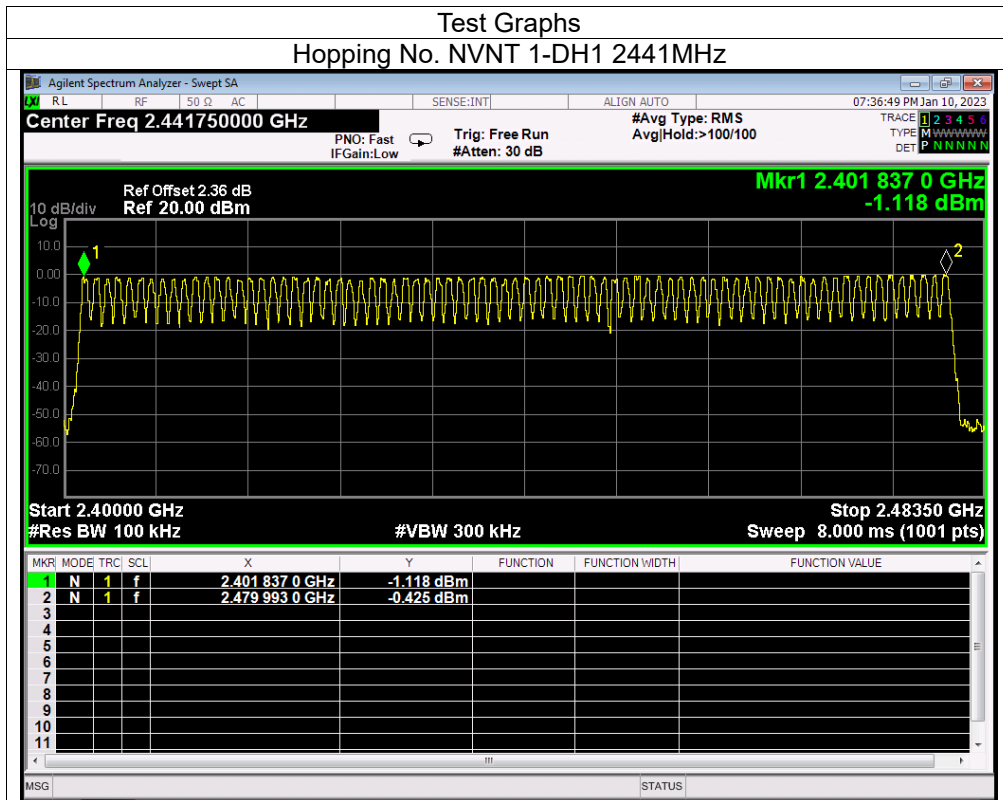 Test Graphs
Hopping No. NVNT 1-DH1 2441MHz
Agilent Spectrum Analyzer - Swept SA
LXI RL RF 50 Ω AC SENSE:INT ALIGN AUTO 07:36:49 PM Jan 10, 2023
Center Freq 2.441750000 GHz #Avg Type: RMS TRACE 1 2 3 4 5 6
PNO: Fast Trig: Free Run Avg|Hold:>100/100 TYPE M WWWWW
IFGain:Low #Atten: 30 dB DET P N N N N N
Mkr1 2.401 837 0 GHz
Ref Offset 2.36 dB
10 dB/div Ref 20.00 dBm -1.118 dBm
Log
10.0
1 2
0.00
-10.0
-20.0
-30.0
-40.0
-50.0
-60.0
-70.0
Start 2.40000 GHz Stop 2.48350 GHz
#Res BW 100 kHz #VBW 300 kHz Sweep 8.000 ms (1001 pts)
MKR MODE TRC SCL X Y FUNCTION FUNCTION WIDTH FUNCTION VALUE
1 N 1 f 2.401 837 0 GHz -1.118 dBm
2 N 1 f 2.479 993 0 GHz -0.425 dBm
3
4
5
6
7
8
9
10
11
MSG STATUS